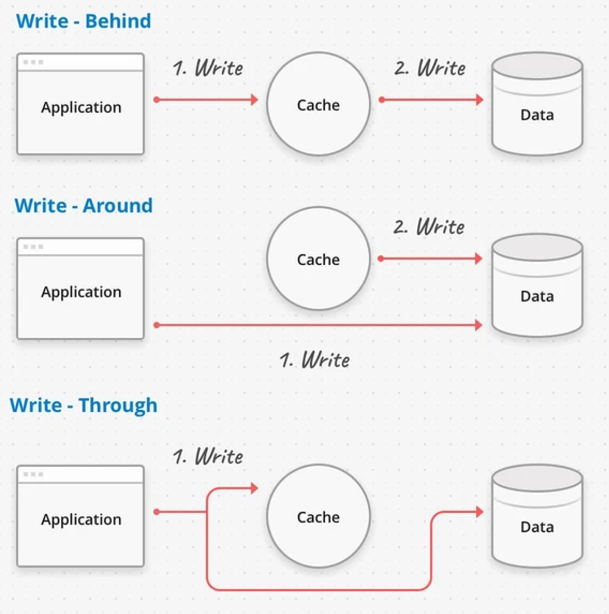 Write - Behind
1. Write
2. Write
Application
Cache
Data
Write - Around
2. Write
Cache
Application
Data
1. Write
Write - Through
1. Write
Application
Cache
Data